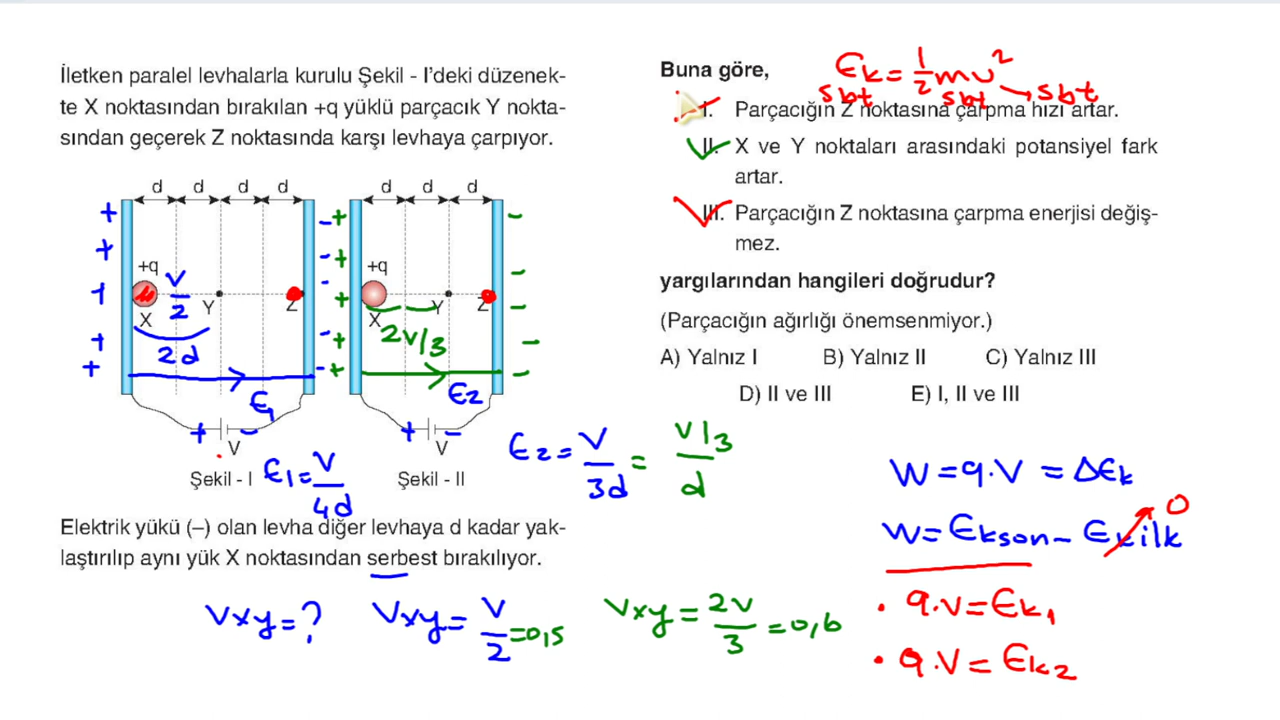 İletken paralel levhalarla kurulu Şekil - I'deki düzenek-
te X noktasından bırakılan +q yüklü parçacık Y nokta-
sından geçerek Z noktasında karşı levhaya çarpıyor.
d d d d
+q
V/2
X Y Z
2d
E₁
+ -
V
Şekil - I
E₁ = V/4d
d d d
+q
X Y Z
2V/3
E2
+ -
V
Şekil - II
E2 = V/3d = V/3/d
Elektrik yükü (–) olan levha diğer levhaya d kadar yak-
laştırılıp aynı yük X noktasından serbest bırakılıyor.
Vxy = ? Vxy = V/2 = 0,5 Vxy = 2V/3 = 0,6
Buna göre,
Ek = 1/2 mv²
sbt sbt → sbt
I. Parçacığın Z noktasına çarpma hızı artar.
II. X ve Y noktaları arasındaki potansiyel fark
artar.
III. Parçacığın Z noktasına çarpma enerjisi değiş-
mez.
yargılarından hangileri doğrudur?
(Parçacığın ağırlığı önemsenmiyor.)
A) Yalnız I B) Yalnız II C) Yalnız III
D) II ve III E) I, II ve III
W = q.V = ΔEk
W = Ekson - Ekilk 0
• q.V = Ek₁
• q.V = Ek2